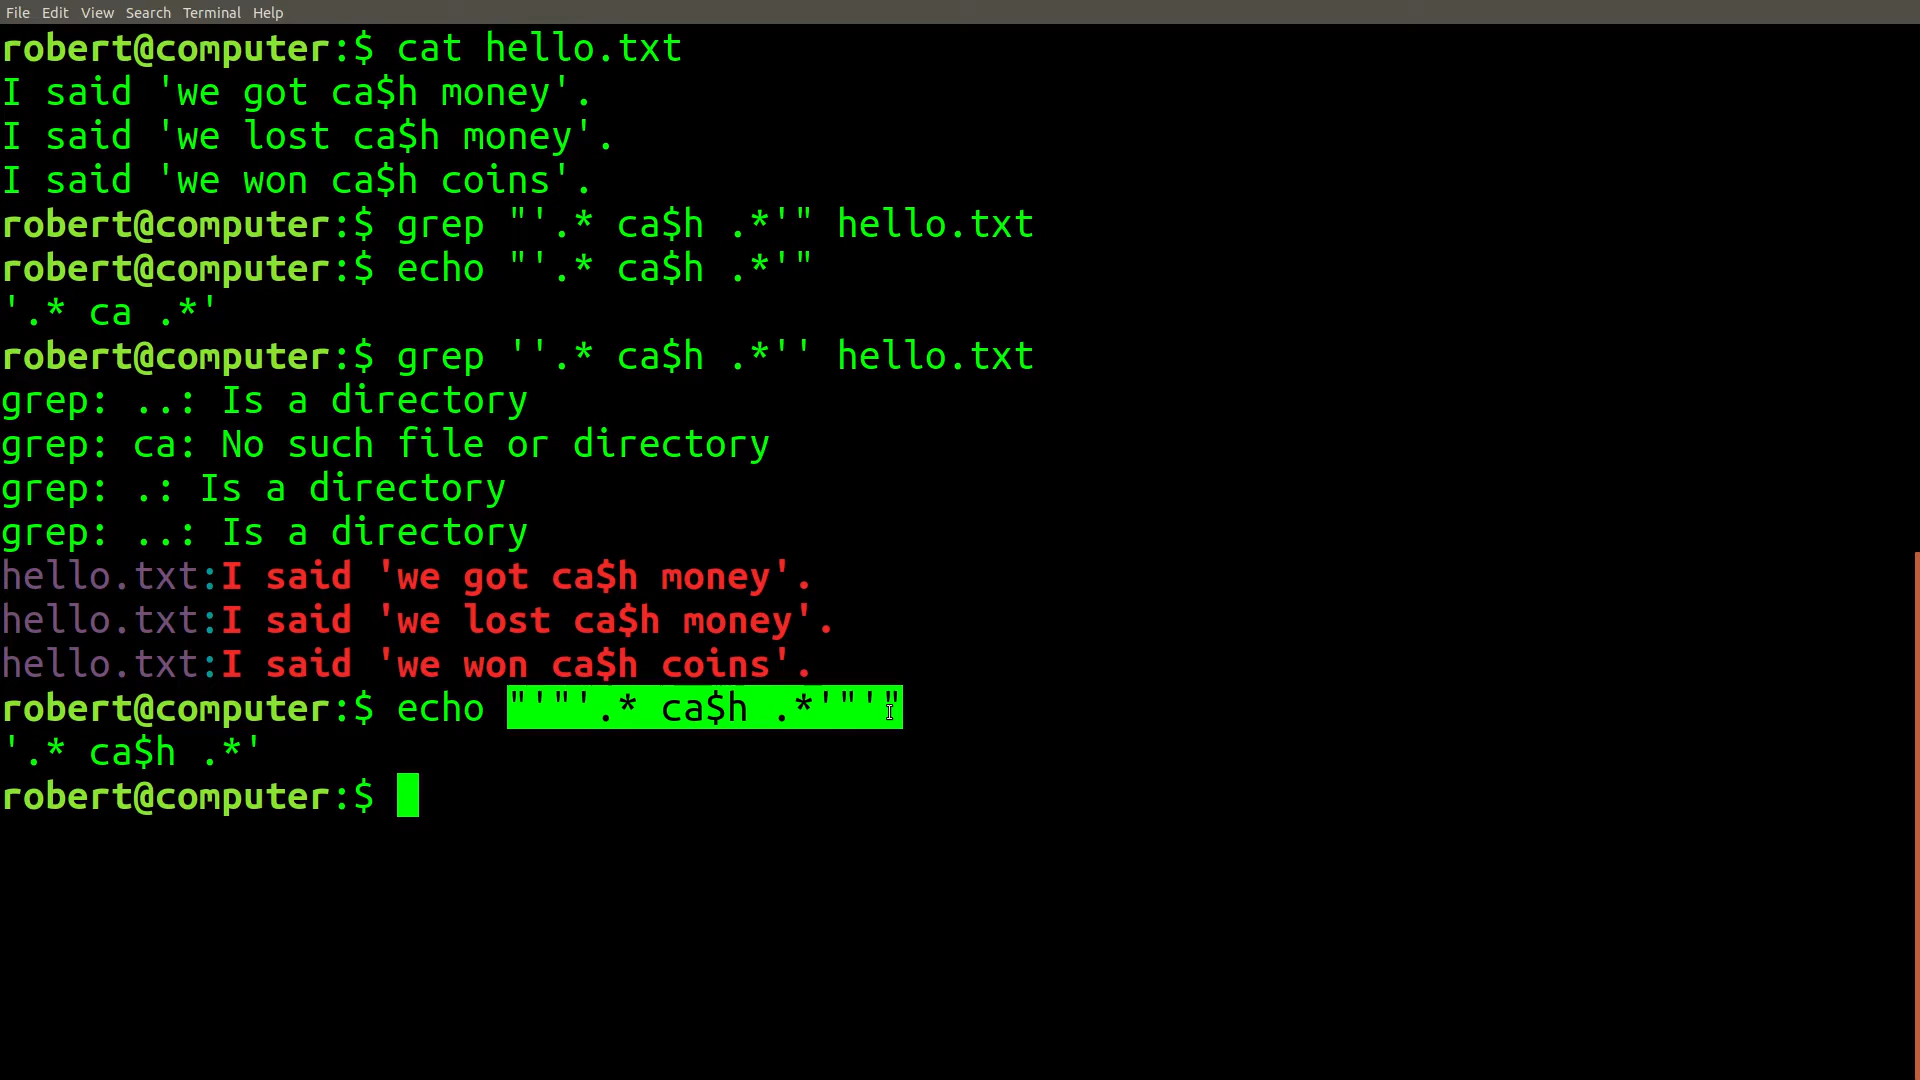 File Edit View Search Terminal Help
robert@computer:$ cat hello.txt
I said 'we got ca$h money'.
I said 'we lost ca$h money'.
I said 'we won ca$h coins'.
robert@computer:$ grep "'.* ca$h .*'" hello.txt
robert@computer:$ echo "'.* ca$h .*'"
'.* ca .*'
robert@computer:$ grep ''.* ca$h .*'' hello.txt
grep: ..: Is a directory
grep: ca: No such file or directory
grep: .: Is a directory
grep: ..: Is a directory
hello.txt:I said 'we got ca$h money'.
hello.txt:I said 'we lost ca$h money'.
hello.txt:I said 'we won ca$h coins'.
robert@computer:$ echo "'"'.* ca$h .*'"'"
'.* ca$h .*'
robert@computer:$